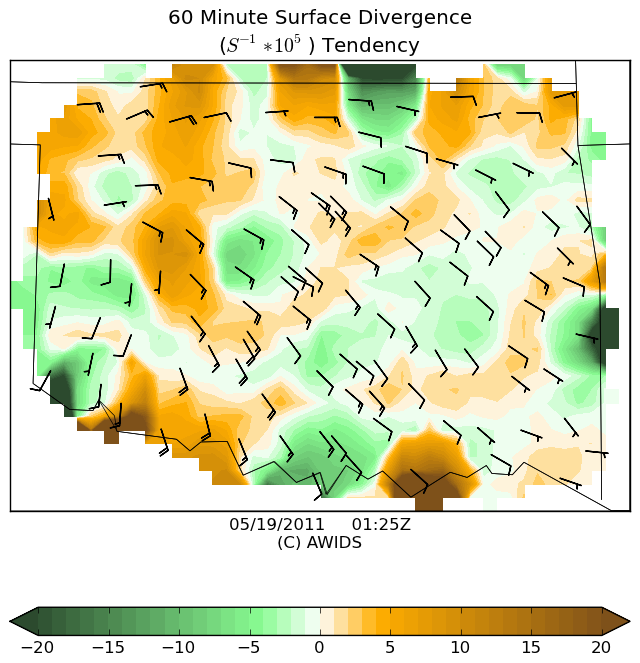 60 Minute Surface Divergence
(S⁻¹ ∗ 10⁵ ) Tendency
05/19/2011 01:25Z
(C) AWIDS
−20 −15 −10 −5 0 5 10 15 20